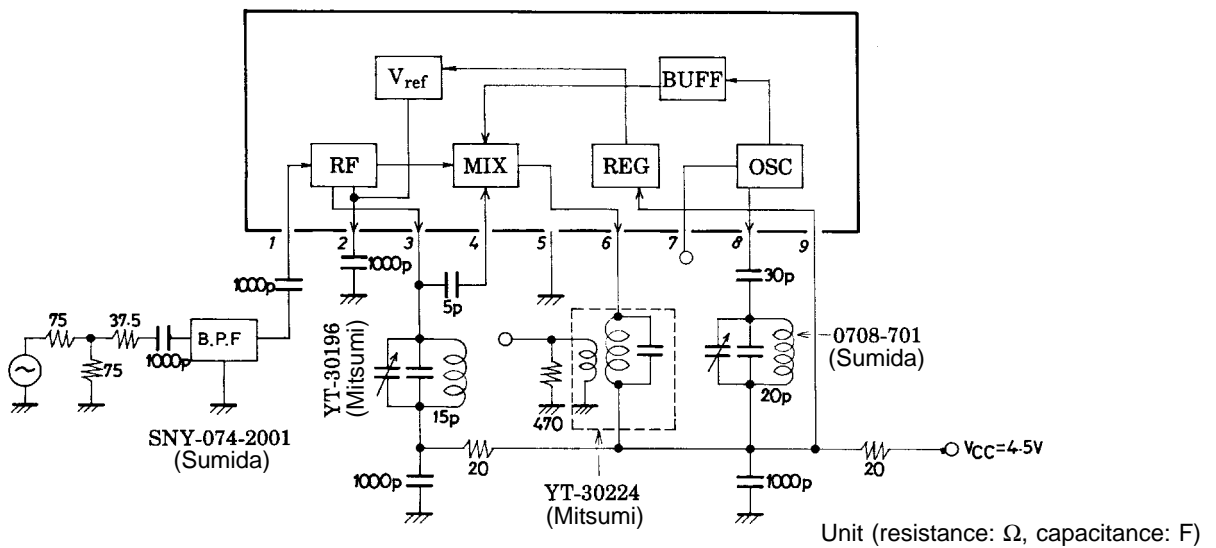 V_ref
BUFF
RF
MIX
REG
OSC
1
2
3
4
5
6
7
8
9
1000p
1000p
5p
30p
75
37.5
1000p
B.P.F
75
SNY-074-2001
(Sumida)
YT-30196
(Mitsumi)
15p
470
0708-701
(Sumida)
20p
20
20
VCC=4.5V
1000p
1000p
YT-30224
(Mitsumi)
Unit (resistance: Ω, capacitance: F)